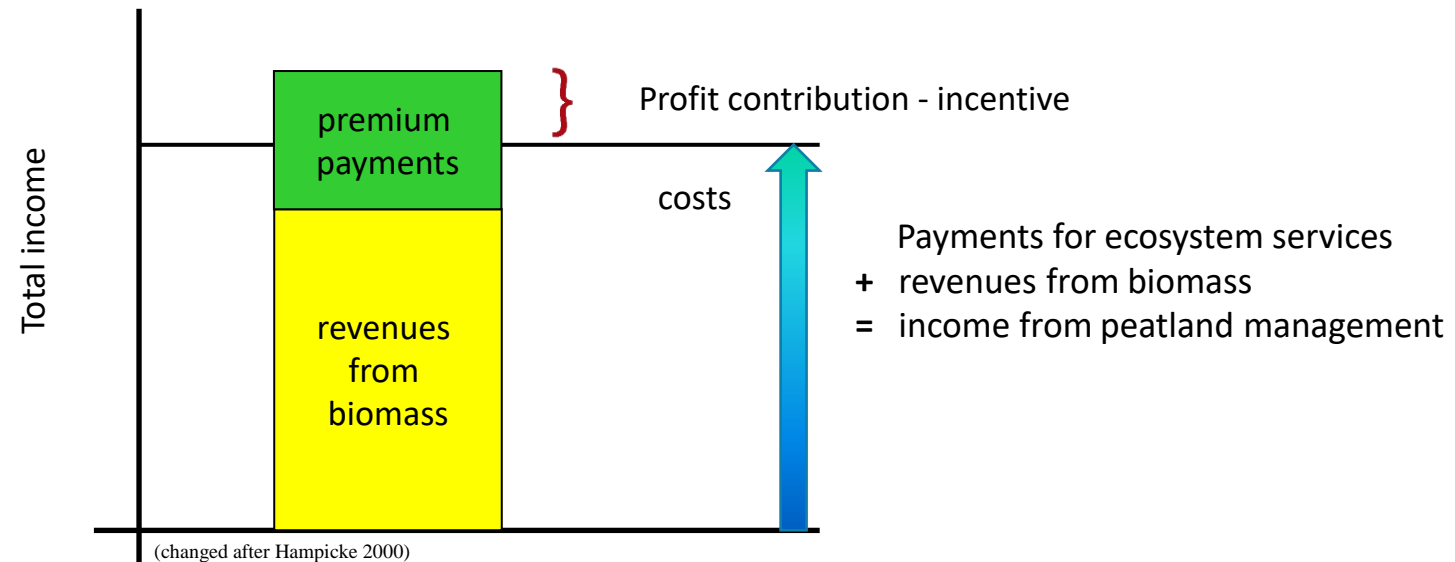 Total income
premium
payments
revenues
from
biomass
} Profit contribution - incentive
costs
Payments for ecosystem services
+ revenues from biomass
= income from peatland management
(changed after Hampicke 2000)